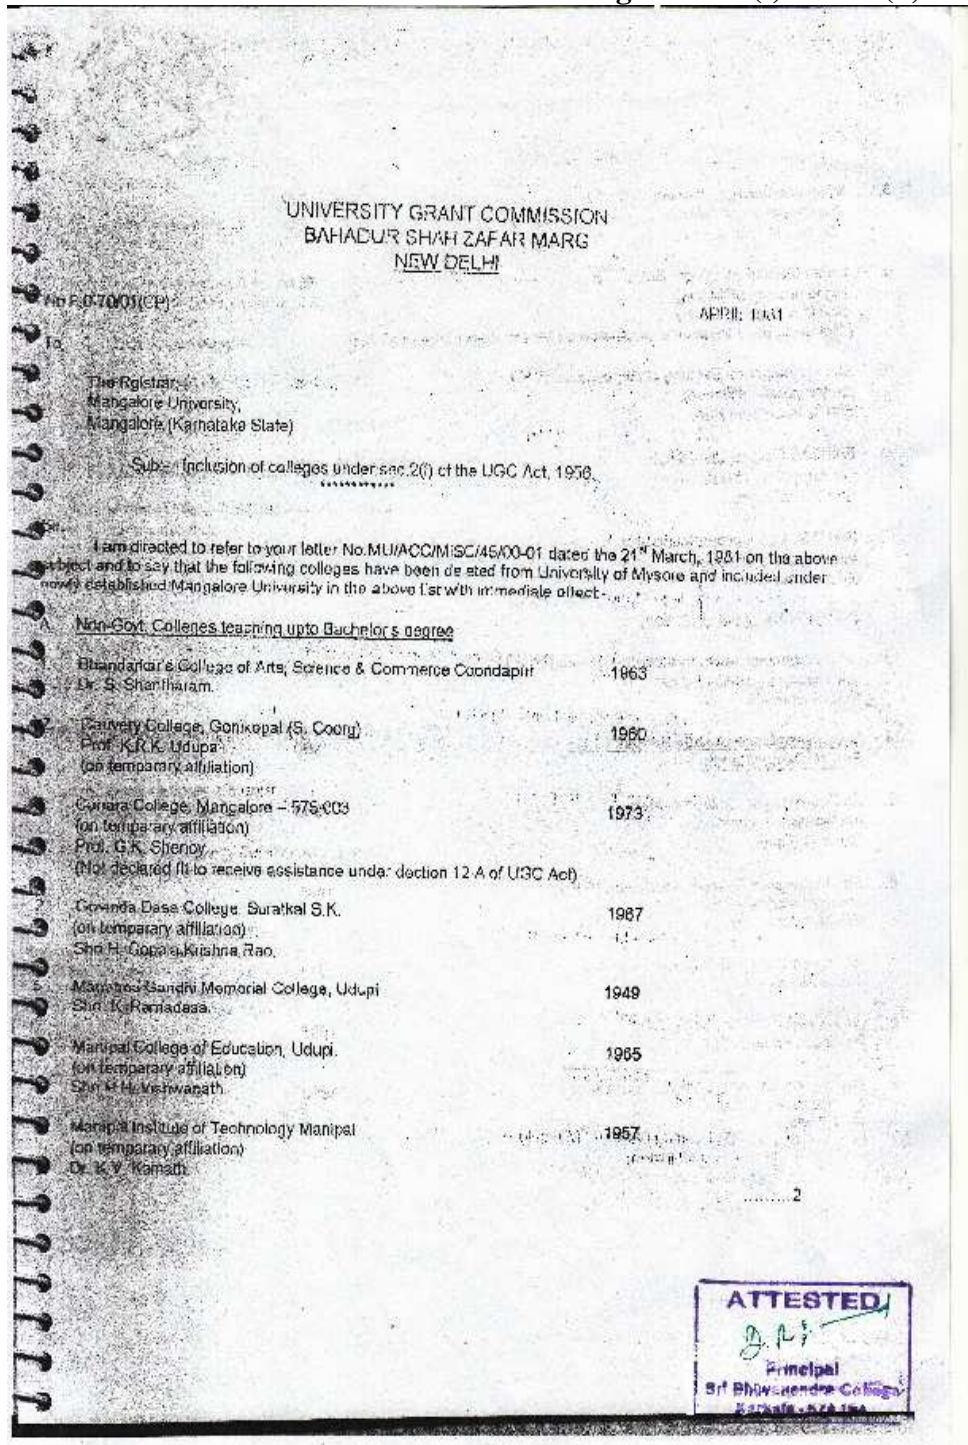 UNIVERSITY GRANT COMMISSION
BAHADUR SHAH ZAFAR MARG
NEW DELHI
APRIL 1981
To
The Rgistrar,
Mangalore University,
Mangalore (Karnataka State)
Sub: Inclusion of colleges under sec.2(f) of the UGC Act, 1956.
************
I am directed to refer to your letter No.MU/ACC/MISC/45/00-01 dated the 21st March, 1981 on the above
subject and to say that the following colleges have been deleted from University of Mysore and included under
newly established Mangalore University in the above list with immediate effect-
A. Non-Govt. Colleges teaching upto Bachelor's degree
Bhandarkar's College of Arts, Science & Commerce Coondapur 1963
Dr. S. Shantharam.
Cauvery College, Gonikopal (S. Coorg) 1960
Prof. K.R.K. Udupa
(on temparary affiliation)
Canara College, Mangalore – 575 003 1973
(on temparary affiliation)
Prof. G.K. Shenoy
(Not declared fit to receive assistance under dection 12-A of UGC Act)
Govinda Dasa College, Suratkal S.K. 1967
(on temparary affiliation)
Shri H. Gopala Krishna Rao.
5. Mahatma Gandhi Memorial College, Udupi 1949
Shri. K. Ramadasa.
Manipal College of Education, Udupi. 1965
(on temparary affiliation)
Shri Vishwanath
Manipal Institute of Technology Manipal 1957
(on temparary affiliation)
Dr. K.V. Kamath
..........2
ATTESTED
Principal
Sri Bhuvanendra College
Karkala - 574 104